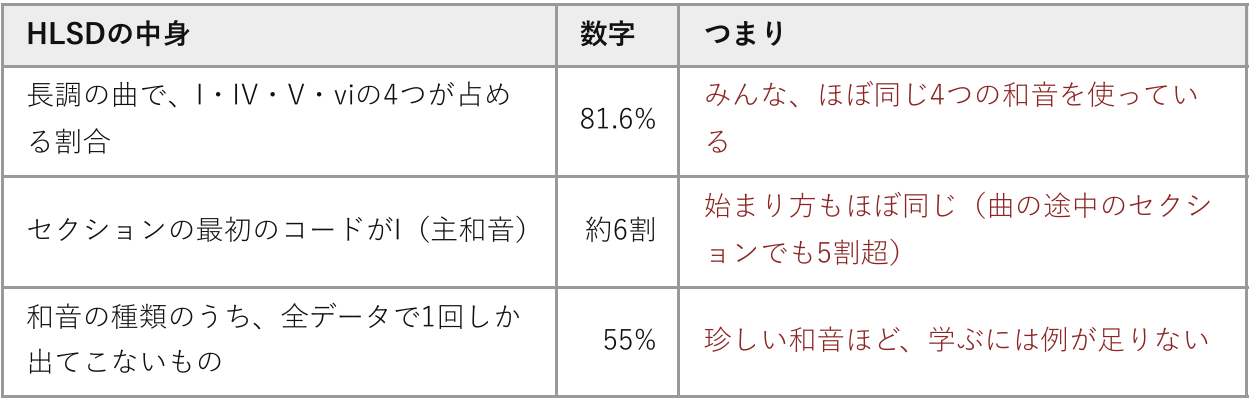 HLSDの中身 数字 つまり
長調の曲で、I・IV・V・viの4つが占め
る割合
81.6%
みんな、ほぼ同じ4つの和音を使ってい
る
セクションの最初のコードがI（主和音）
約6割
始まり方もほぼ同じ（曲の途中のセクシ
ョンでも5割超）
和音の種類のうち、全データで1回しか
出てこないもの
55%
珍しい和音ほど、学ぶには例が足りない